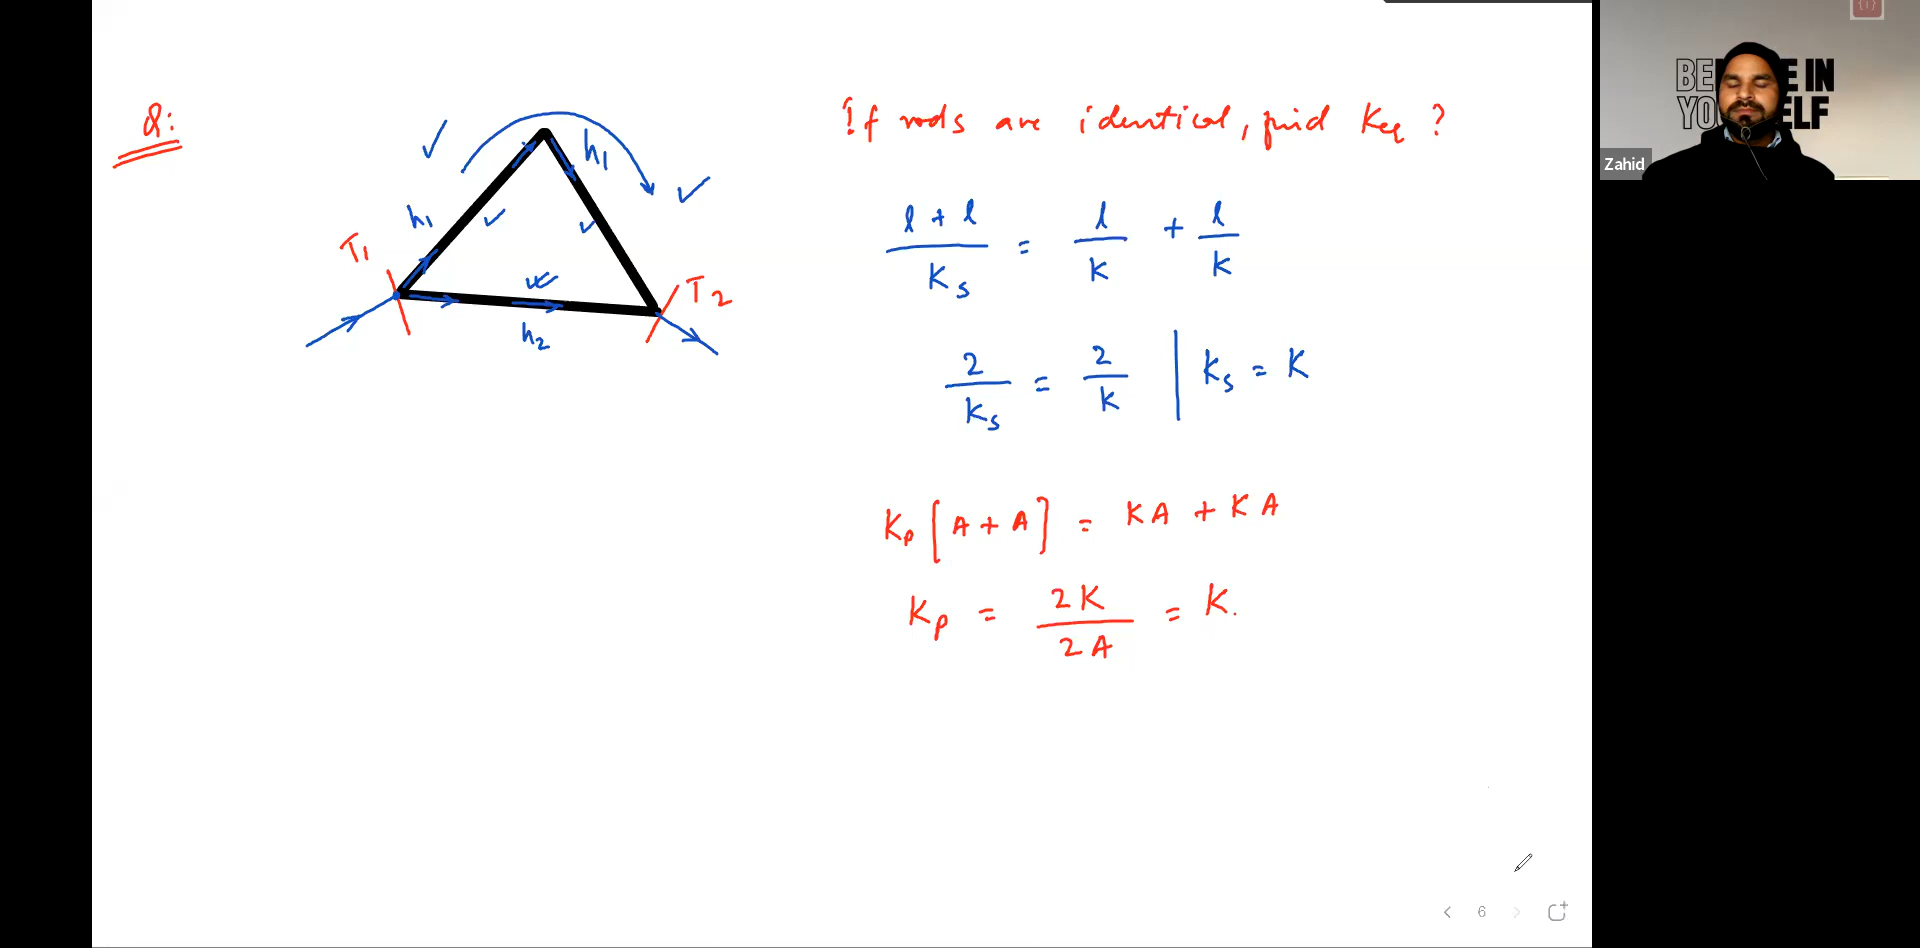 Q:
If rods are identical, find Keq ?
h₁
h₁
T₁
T₂
h₂
l + l / Ks = l / K + l / K
2 / Ks = 2 / K | Ks = K
Kp [A + A] = KA + KA
Kp = 2K / 2A = K.
Zahid
6